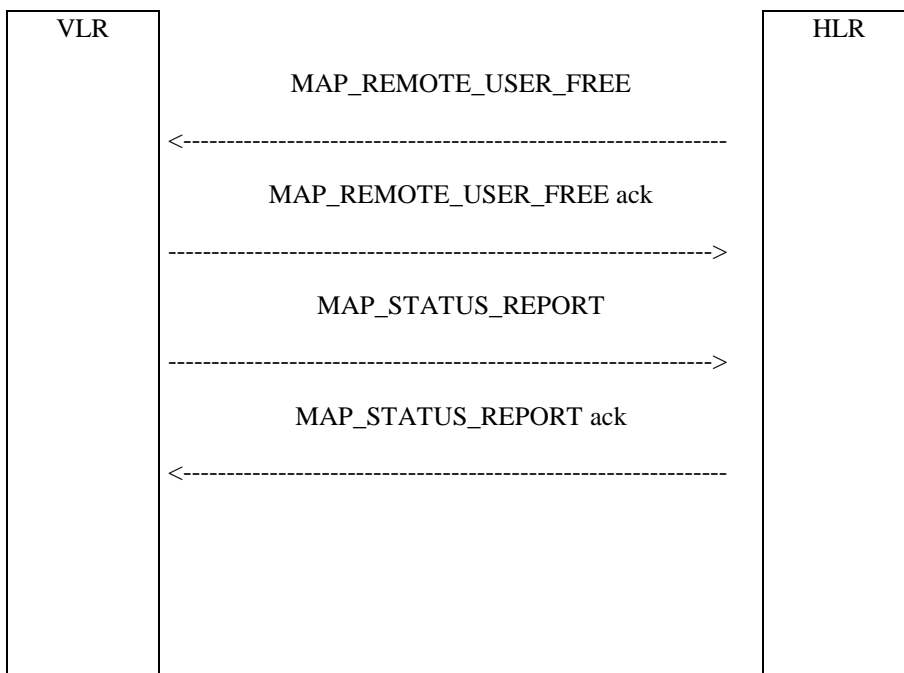 VLR HLR
MAP_REMOTE_USER_FREE
MAP_REMOTE_USER_FREE ack
MAP_STATUS_REPORT
MAP_STATUS_REPORT ack